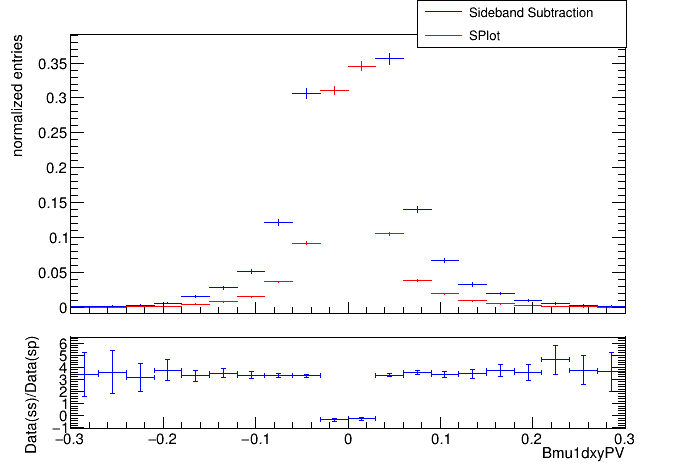 Sideband Subtraction
SPlot
normalized entries
0.35
0.3
0.25
0.2
0.15
0.1
0.05
0
Data(ss)/Data(sp)
6
5
4
3
2
1
0
−1
−0.3 −0.2 −0.1 0 0.1 0.2 0.3
Bmu1dxyPV